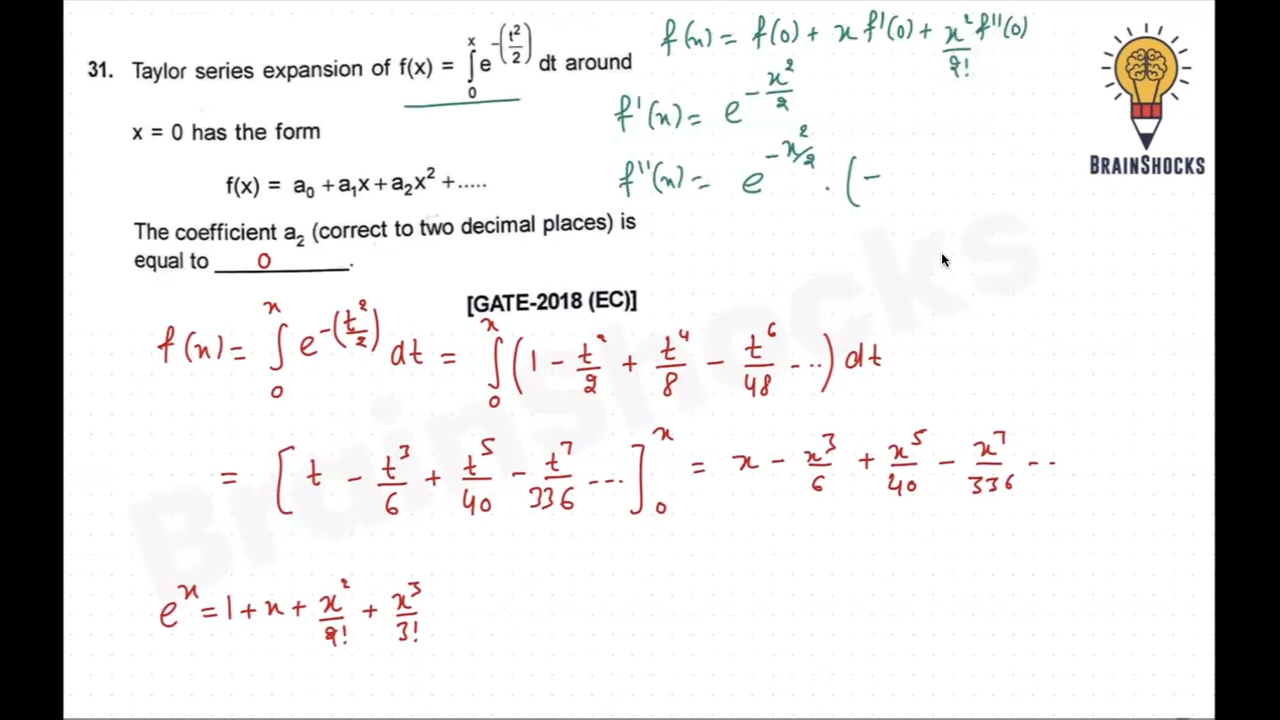 31. Taylor series expansion of f(x) = ∫₀ˣ e^-(t²/2) dt around
x = 0 has the form
f(x) = a₀ + a₁x + a₂x² + .....
The coefficient a₂ (correct to two decimal places) is
equal to 0.
[GATE-2018 (EC)]
f(x) = f(0) + x f'(0) + x²/2! f''(0)
f'(x) = e^(-x²/2)
f''(x) = e^(-x²/2) . (-
BRAINSHOCKS
f(x) = ∫₀ˣ e^-(t²/2) dt = ∫₀ˣ (1 - t²/2 + t⁴/8 - t⁶/48 ...) dt
= [t - t³/6 + t⁵/40 - t⁷/336 ...]₀ˣ = x - x³/6 + x⁵/40 - x⁷/336 --
eˣ = 1 + x + x²/2! + x³/3!
Brainshocks